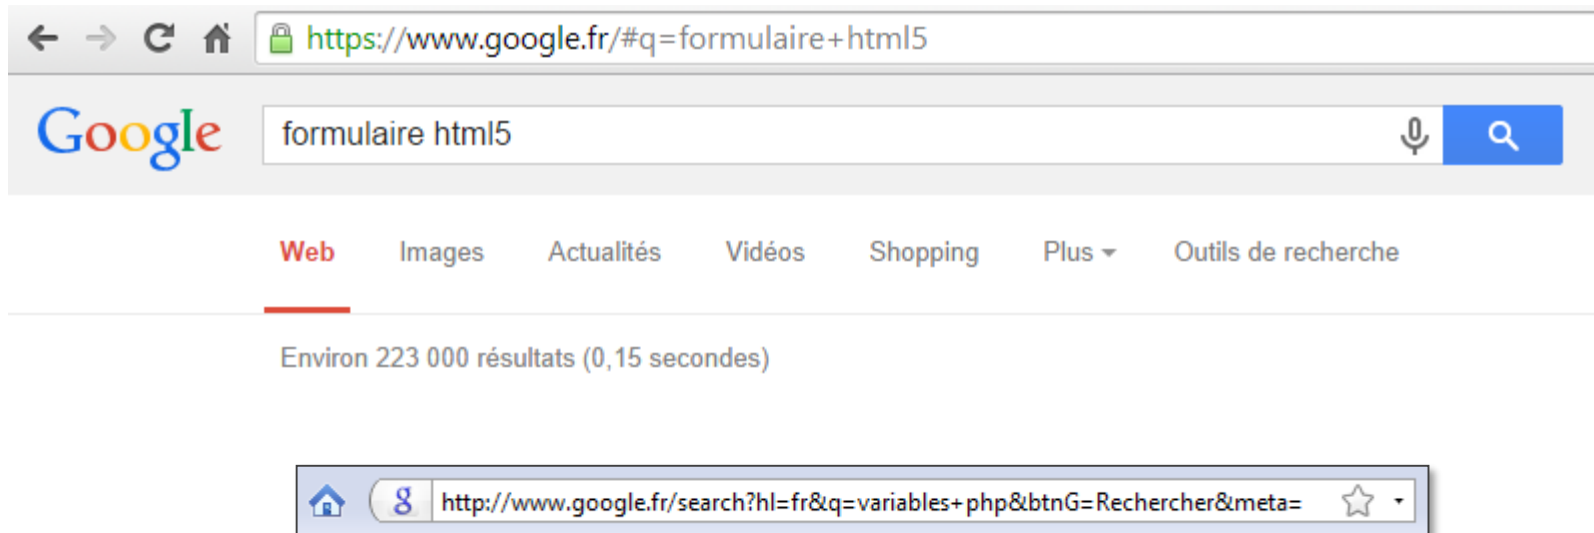 https://www.google.fr/#q=formulaire+html5
Google formulaire html5
Web Images Actualités Vidéos Shopping Plus Outils de recherche
Environ 223 000 résultats (0,15 secondes)
g http://www.google.fr/search?hl=fr&q=variables+php&btnG=Rechercher&meta=